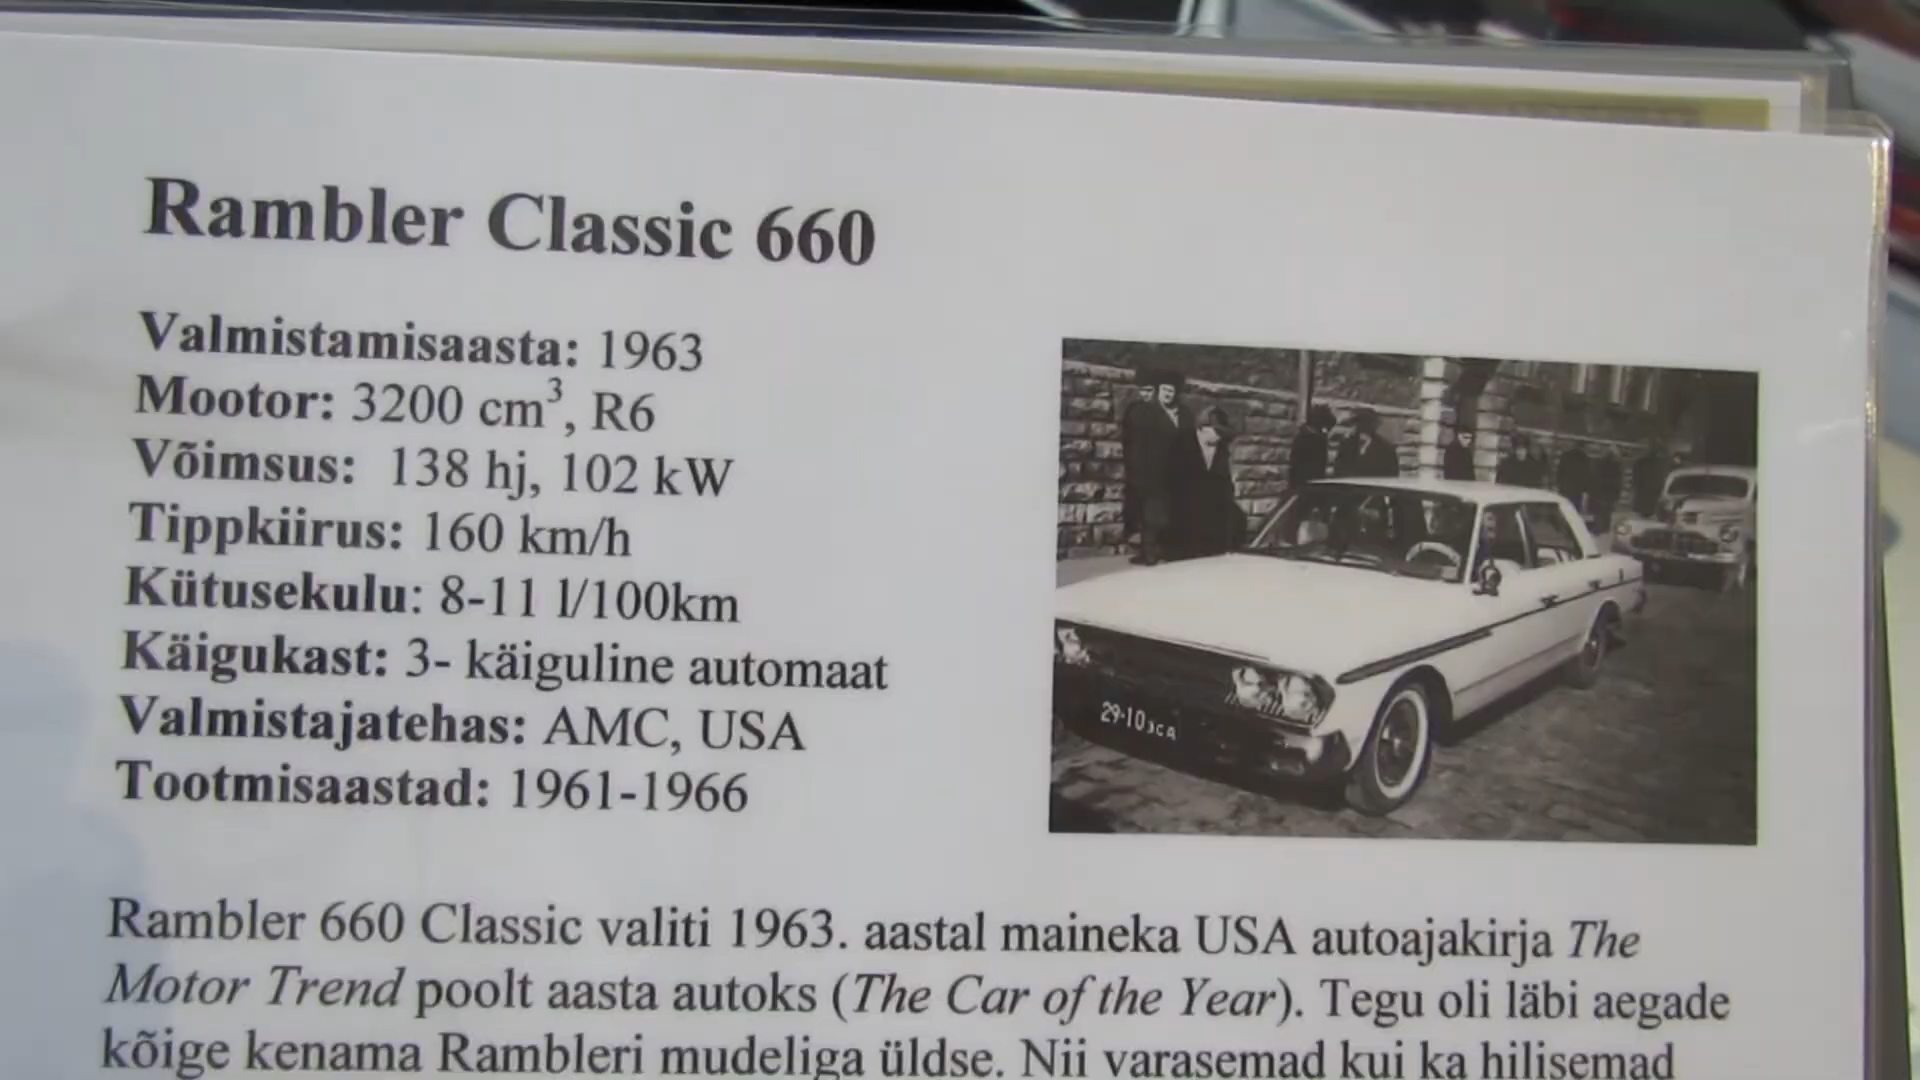 Rambler Classic 660
Valmistamisaasta: 1963
Mootor: 3200 cm³, R6
Võimsus: 138 hj, 102 kW
Tippkiirus: 160 km/h
Kütusekulu: 8-11 l/100km
Käigukast: 3- käiguline automaat
Valmistajatehas: AMC, USA
Tootmisaastad: 1961-1966
29-10 ЭСА
Rambler 660 Classic valiti 1963. aastal maineka USA autoajakirja The
Motor Trend poolt aasta autoks (The Car of the Year). Tegu oli läbi aegade
kõige kenama Rambleri mudeliga üldse. Nii varasemad kui ka hilisemad